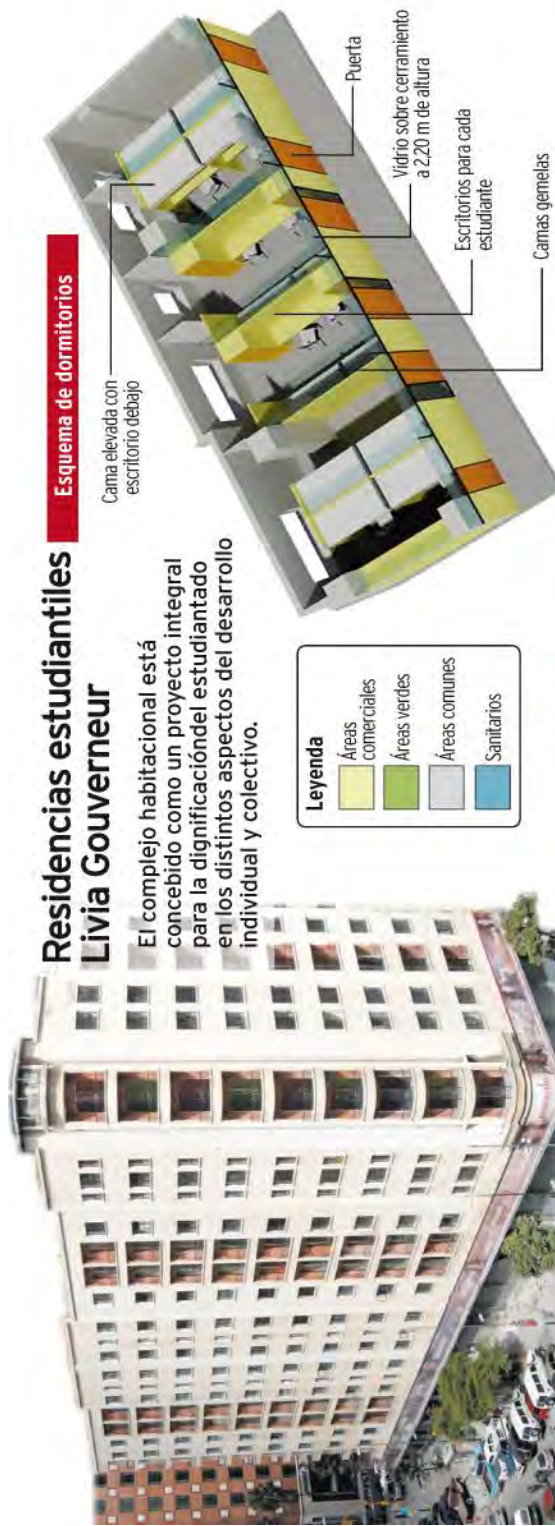 Residencias estudiantiles
Livia Gouverneur
El complejo habitacional está
concebido como un proyecto integral
para la dignificacióndel estudiantado
en los distintos aspectos del desarrollo
individual y colectivo.
Leyenda
Áreas
comerciales
Áreas verdes
Áreas comunes
Sanitarios
Esquema de dormitorios
Cama elevada con
escritorio debajo
Puerta
Vidrio sobre cerramiento
a 2,20 m de altura
Escritorios para cada
estudiante
Camas gemelas